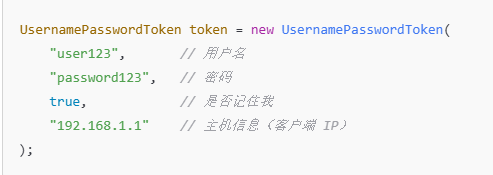 UsernamePasswordToken token = new UsernamePasswordToken(
    "user123",       // 用户名
    "password123",   // 密码
    true,            // 是否记住我
    "192.168.1.1"    // 主机信息（客户端 IP）
);